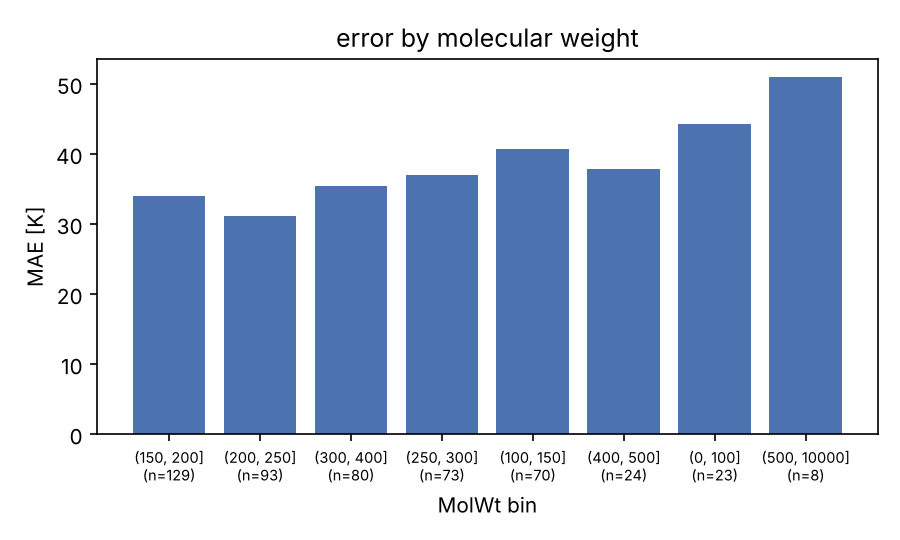 error by molecular weight
MAE [K]
50
40
30
20
10
0
(150, 200] (200, 250] (300, 400] (250, 300] (100, 150] (400, 500] (0, 100] (500, 10000]
(n=129) (n=93) (n=80) (n=73) (n=70) (n=24) (n=23) (n=8)
MolWt bin